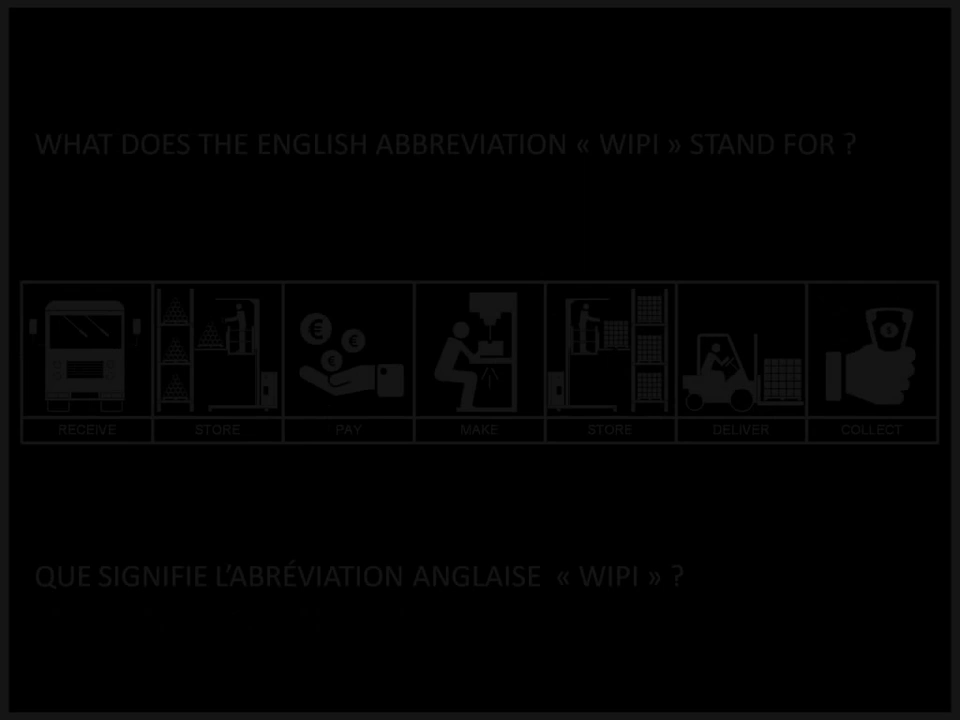 WHAT DOES THE ENGLISH ABBREVIATION « WIPI » STAND FOR ?
RECEIVE STORE PAY MAKE STORE DELIVER COLLECT
QUE SIGNIFIE L’ABRÉVIATION ANGLAISE « WIPI » ?